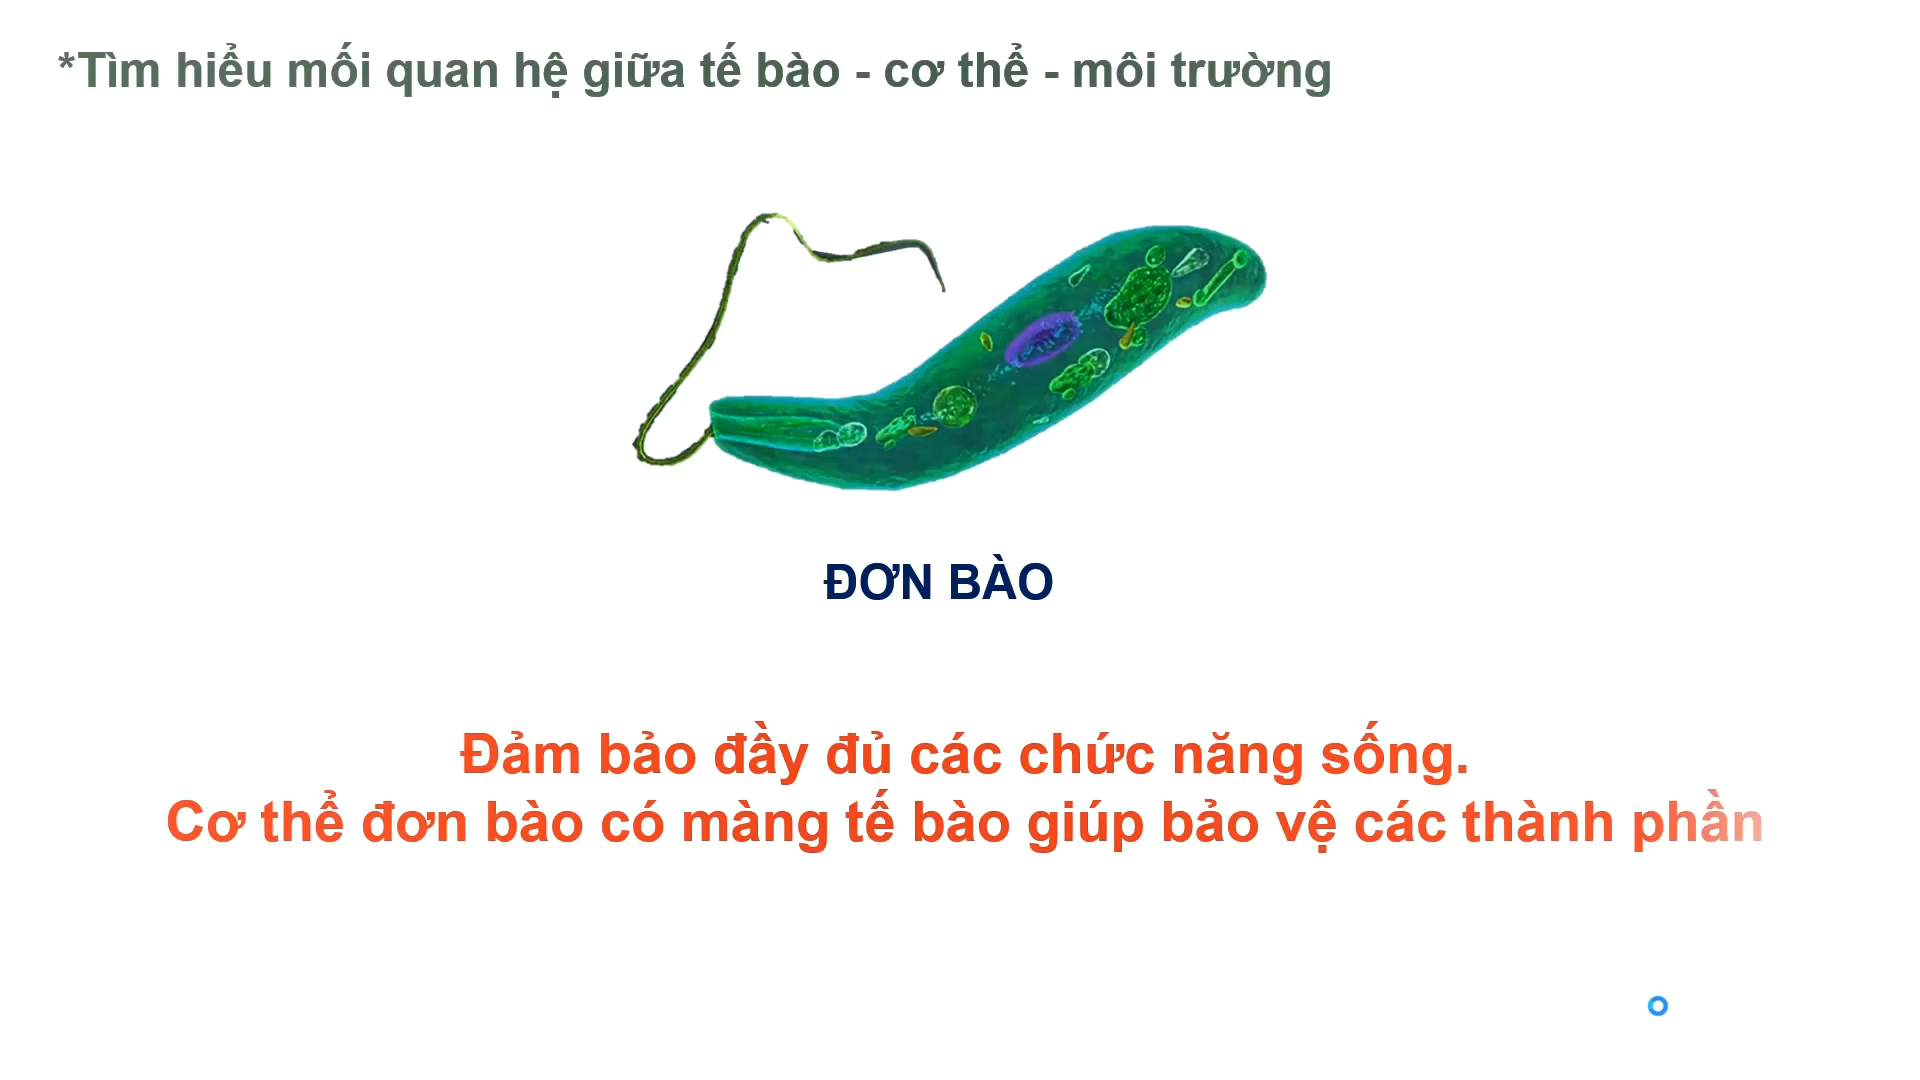 *Tìm hiểu mối quan hệ giữa tế bào - cơ thể - môi trường
ĐƠN BÀO
Đảm bảo đầy đủ các chức năng sống.
Cơ thể đơn bào có màng tế bào giúp bảo vệ các thành phần